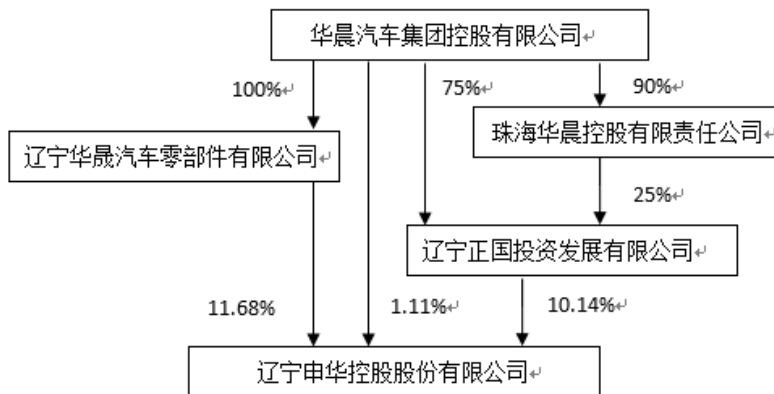 华晨汽车集团控股有限公司↵
100%↵
75%↵
90%↵
珠海华晨控股有限责任公司
辽宁华晟汽车零部件有限公司↵
25%↵
辽宁正国投资发展有限公司↵
11.68%
1.11%↵
10.14%↵
辽宁申华控股股份有限公司↵